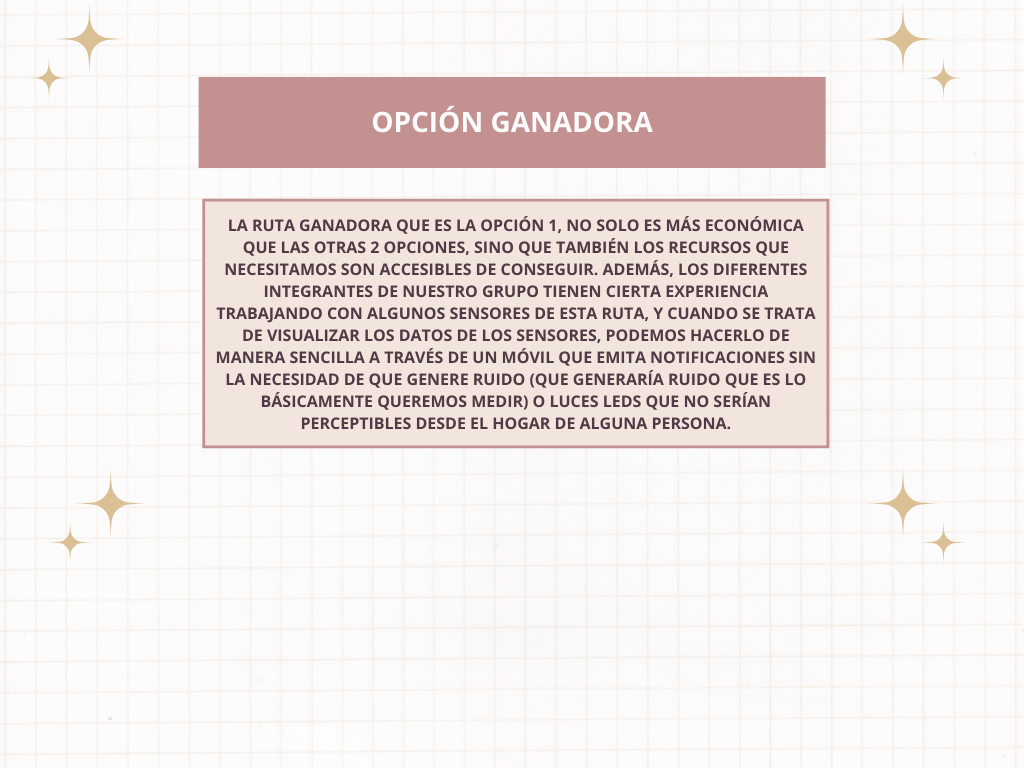 OPCIÓN GANADORA
LA RUTA GANADORA QUE ES LA OPCIÓN 1, NO SOLO ES MÁS ECONÓMICA
QUE LAS OTRAS 2 OPCIONES, SINO QUE TAMBIÉN LOS RECURSOS QUE
NECESITAMOS SON ACCESIBLES DE CONSEGUIR. ADEMÁS, LOS DIFERENTES
INTEGRANTES DE NUESTRO GRUPO TIENEN CIERTA EXPERIENCIA
TRABAJANDO CON ALGUNOS SENSORES DE ESTA RUTA, Y CUANDO SE TRATA
DE VISUALIZAR LOS DATOS DE LOS SENSORES, PODEMOS HACERLO DE
MANERA SENCILLA A TRAVÉS DE UN MÓVIL QUE EMITA NOTIFICACIONES SIN
LA NECESIDAD DE QUE GENERE RUIDO (QUE GENERARÍA RUIDO QUE ES LO
BÁSICAMENTE QUEREMOS MEDIR) O LUCES LEDS QUE NO SERÍAN
PERCEPTIBLES DESDE EL HOGAR DE ALGUNA PERSONA.